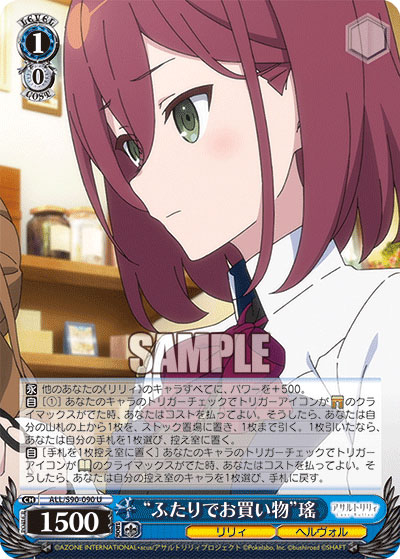 LEVEL
1
0
COST
SAMPLE
永 他のあなたの《リリィ》のキャラすべてに、パワーを+500。
自 [①] あなたのキャラのトリガーチェックでトリガーアイコンが のク
ライマックスがでた時、あなたはコストを払ってよい。そうしたら、あなたは自
分の山札の上から1枚を、ストック置場に置き、1枚まで引く。1枚引いたなら、
あなたは自分の手札を1枚選び、控え室に置く。
自 [手札を1枚控え室に置く] あなたのキャラのトリガーチェックでトリガー
アイコンが のクライマックスがでた時、あなたはコストを払ってよい。そうし
たら、あなたは自分の控え室のキャラを1枚選び、手札に戻す。
CH ALL/S90-090 U
1500
“ふたりでお買い物”瑤
アサルトリリィ
リリィ
ヘルヴォル
©AZONE INTERNATIONAL・acus/アサルトリリィプロジェクト ©Pokelabo, Inc. ©bushiroad ©SHAFT